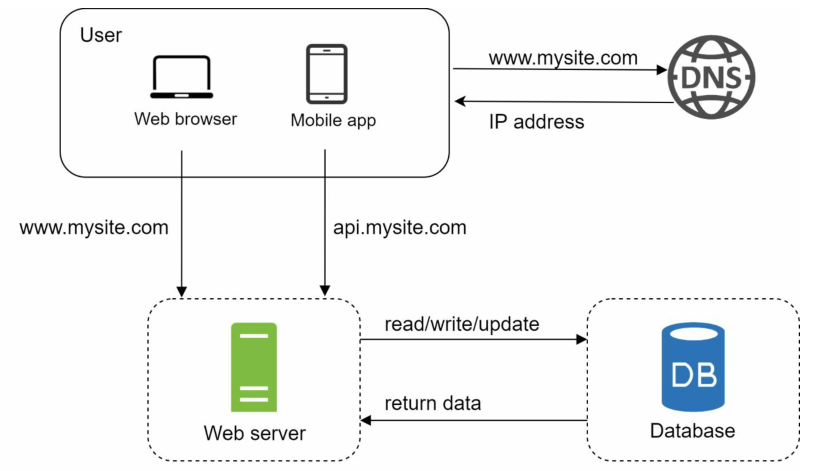 User
www.mysite.com
DNS
Web browser
Mobile app
IP address
www.mysite.com
api.mysite.com
read/write/update
DB
return data
Web server
Database